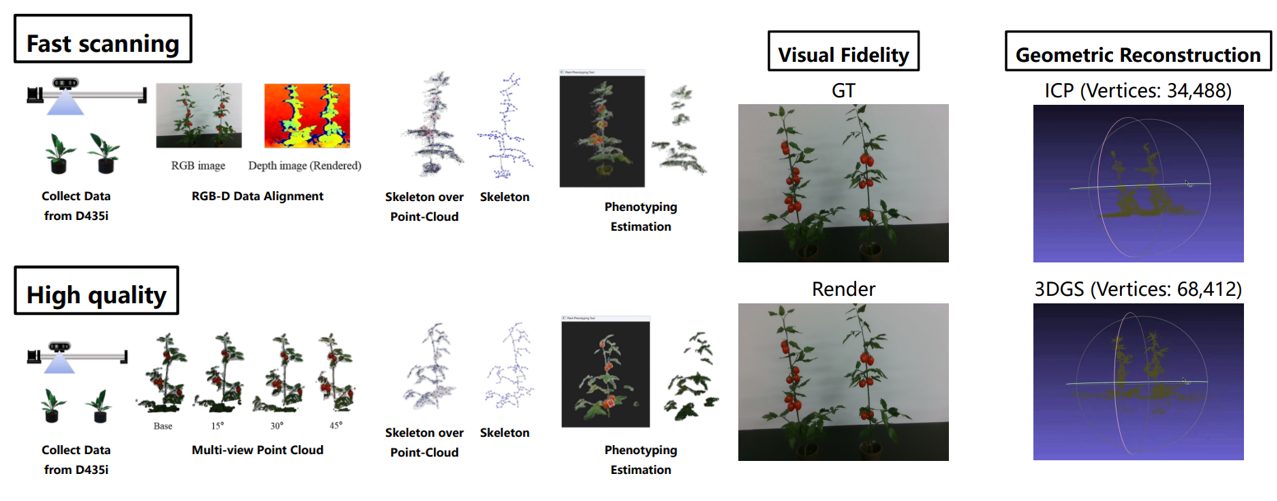 Fast scanning
RGB image
Depth image (Rendered)
Collect Data
from D435i
RGB-D Data Alignment
Skeleton over
Point-Cloud
Skeleton
Phenotyping
Estimation
High quality
Base
15°
30°
45°
Collect Data
from D435i
Multi-view Point Cloud
Skeleton over
Point-Cloud
Skeleton
Phenotyping
Estimation
Visual Fidelity
GT
Render
Geometric Reconstruction
ICP (Vertices: 34,488)
3DGS (Vertices: 68,412)